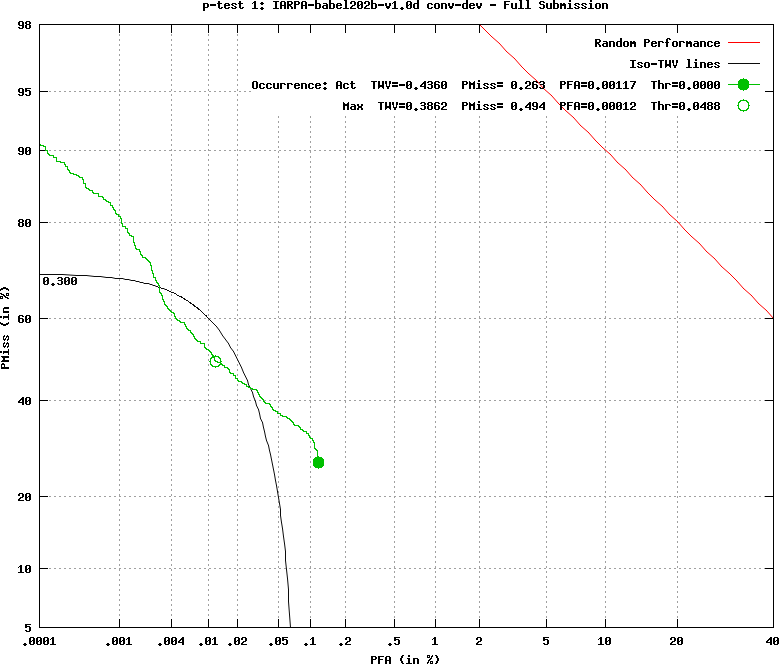 p-test 1: IARPA-babel202b-v1.0d conv-dev - Full Submission
Random Performance
Iso-TWV lines
Occurrence: Act TWV=-0.4360 PMiss= 0.263 PFA=0.00117 Thr=0.0000
Max TWV=0.3862 PMiss= 0.494 PFA=0.00012 Thr=0.0488
98
95
90
80
60
40
20
10
5
0.300
PMiss (in %)
.0001 .001 .004 .01 .02 .05 .1 .2 .5 1 2 5 10 20 40
PFA (in %)